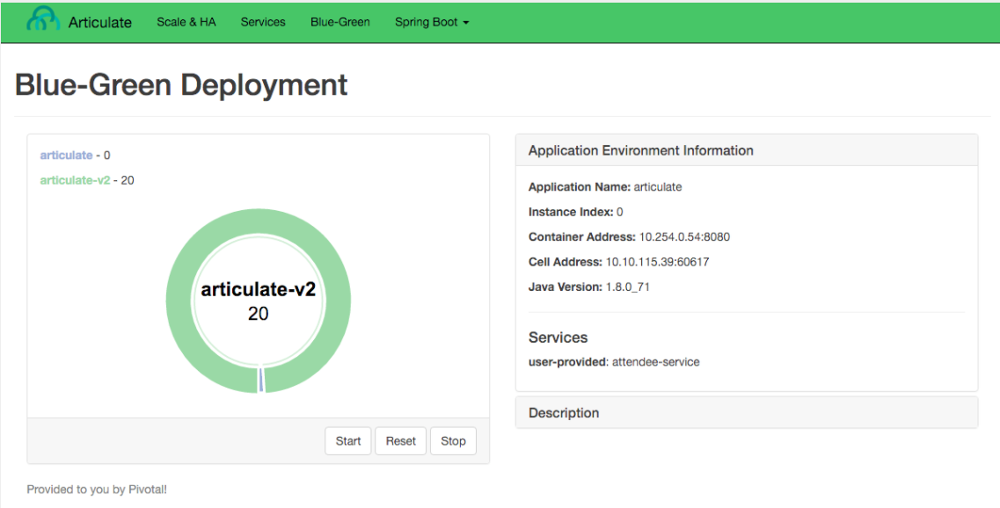 Articulate Scale & HA Services Blue-Green Spring Boot
Blue-Green Deployment
articulate - 0
articulate-v2 - 20
articulate-v2
20
Start Reset Stop
Application Environment Information
Application Name: articulate
Instance Index: 0
Container Address: 10.254.0.54:8080
Cell Address: 10.10.115.39:60617
Java Version: 1.8.0_71
Services
user-provided: attendee-service
Description
Provided to you by Pivotal!